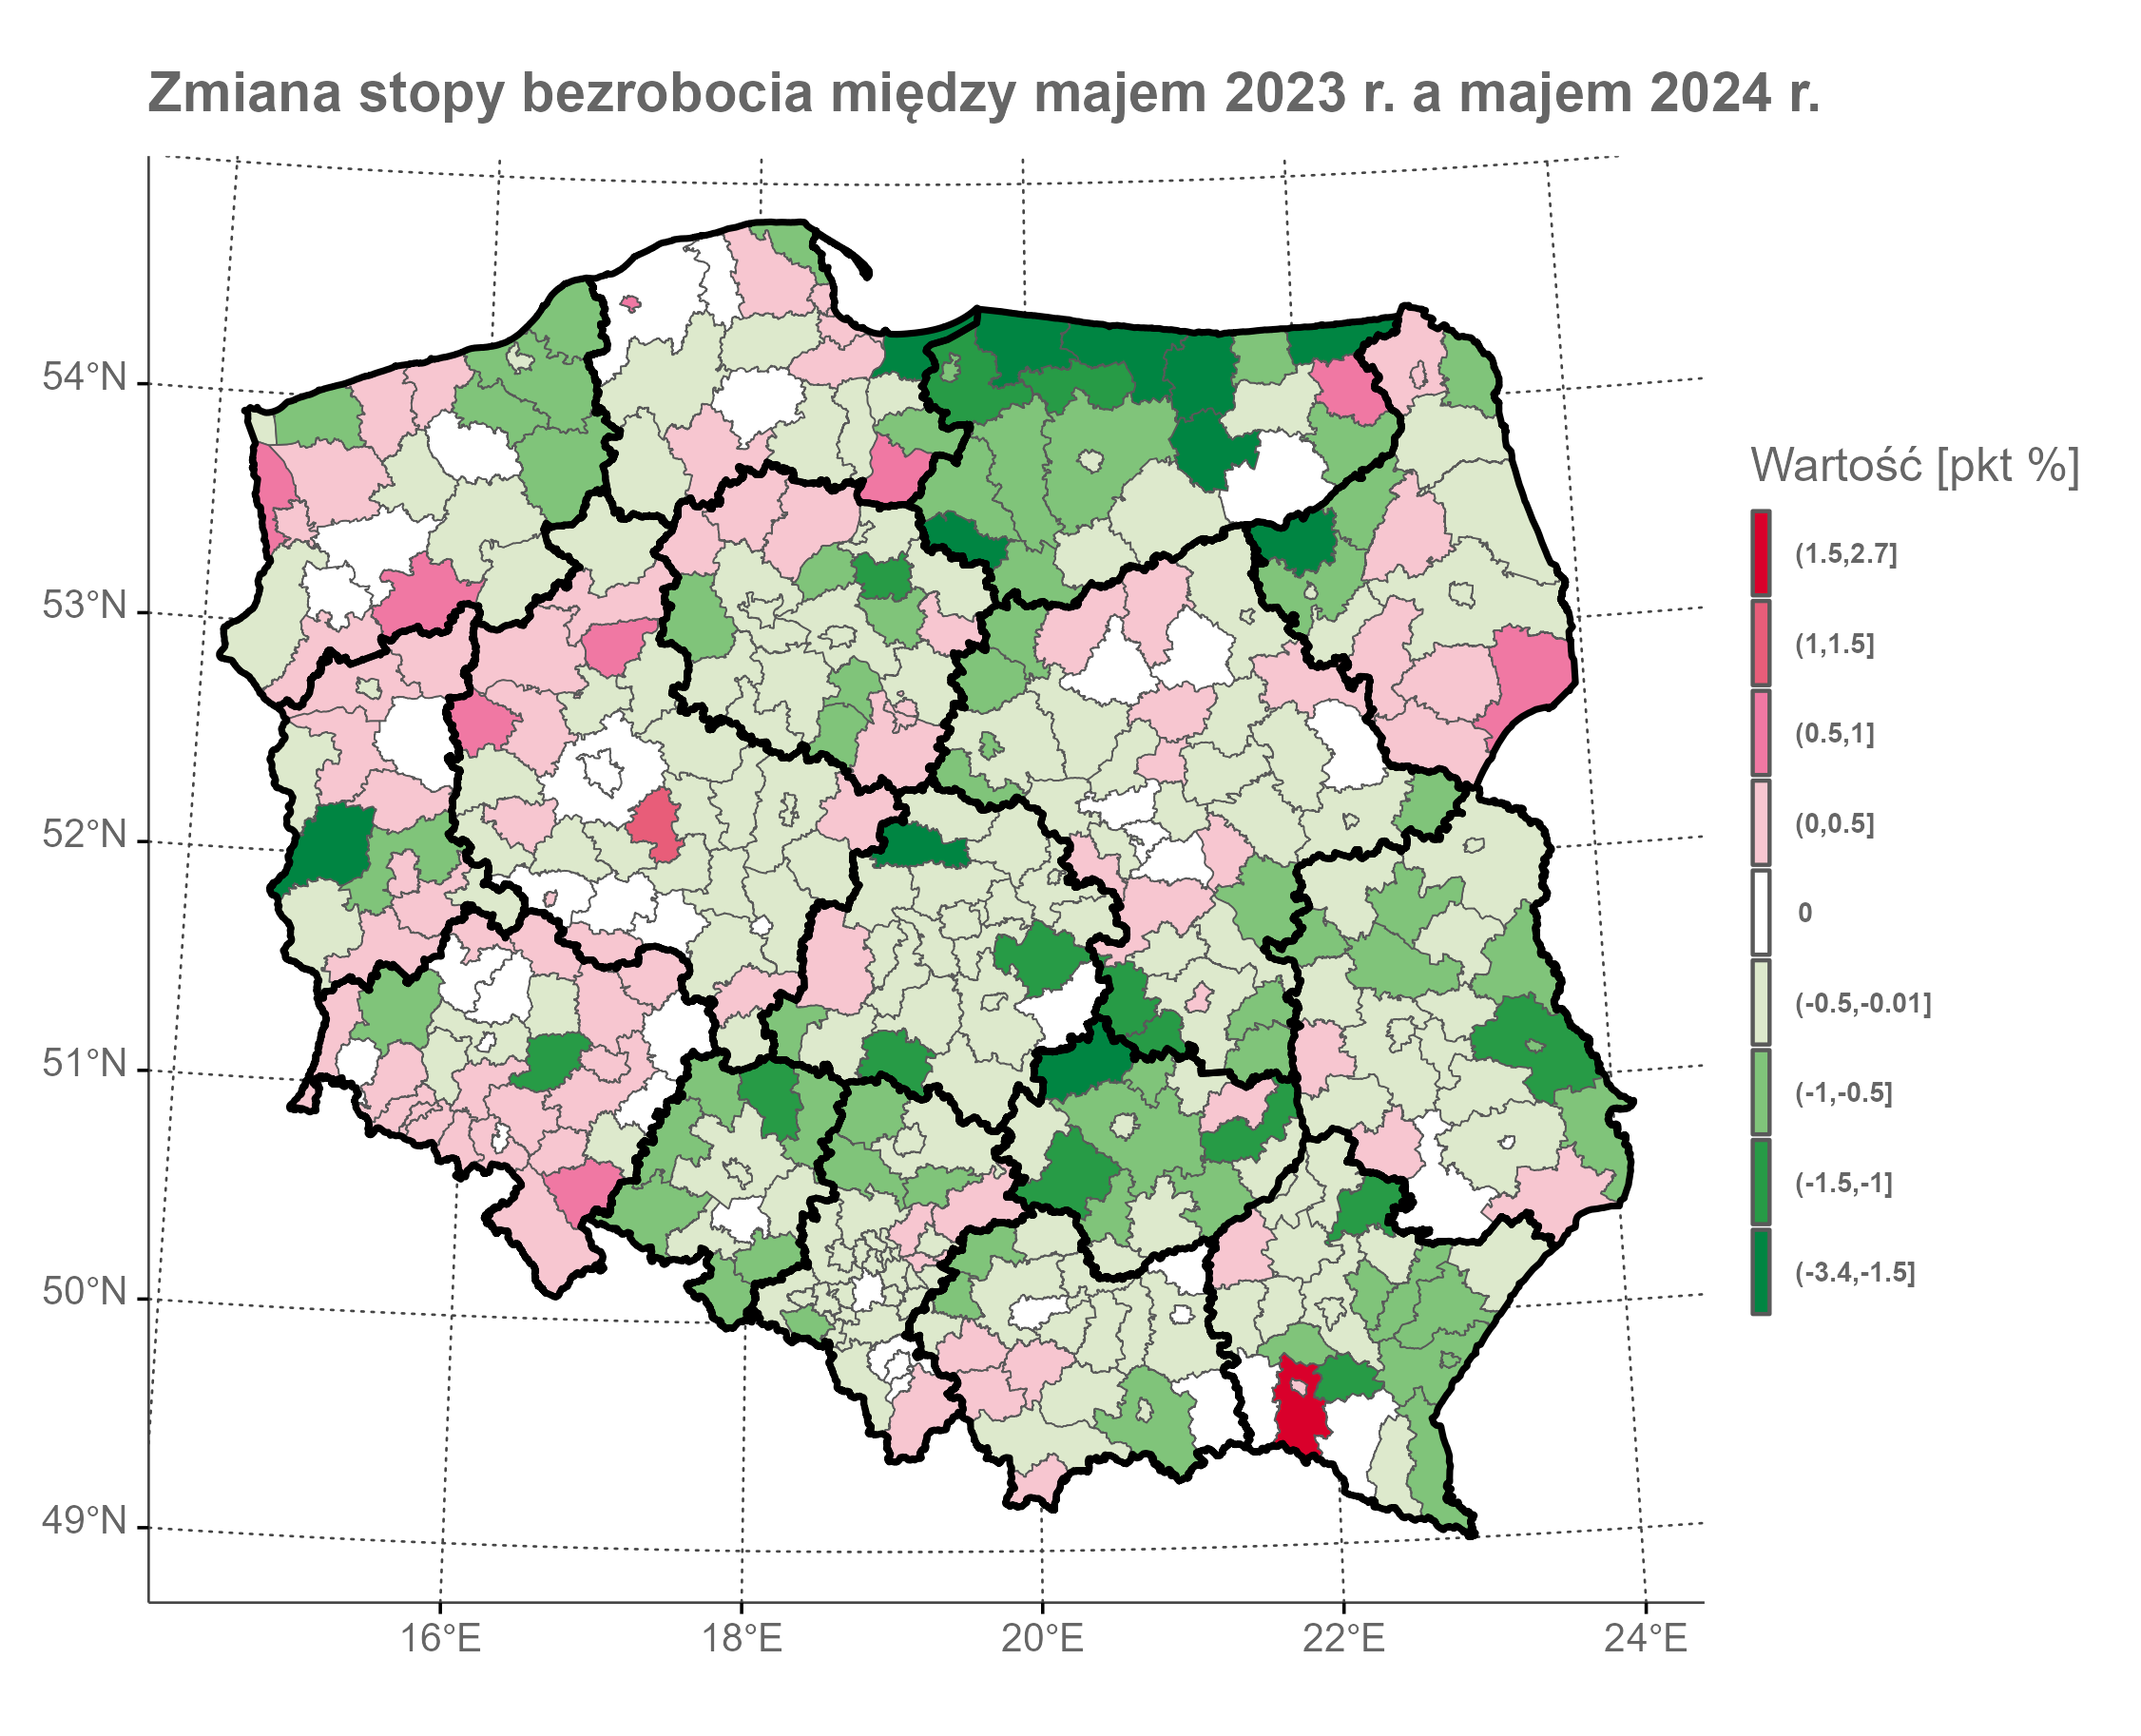 Zmiana stopy bezrobocia między majem 2023 r. a majem 2024 r.
54°N
53°N
52°N
51°N
50°N
49°N
16°E
18°E
20°E
22°E
24°E
Wartość [pkt %]
(1.5,2.7]
(1,1.5]
(0.5,1]
(0,0.5]
0
(-0.5,-0.01]
(-1,-0.5]
(-1.5,-1]
(-3.4,-1.5]